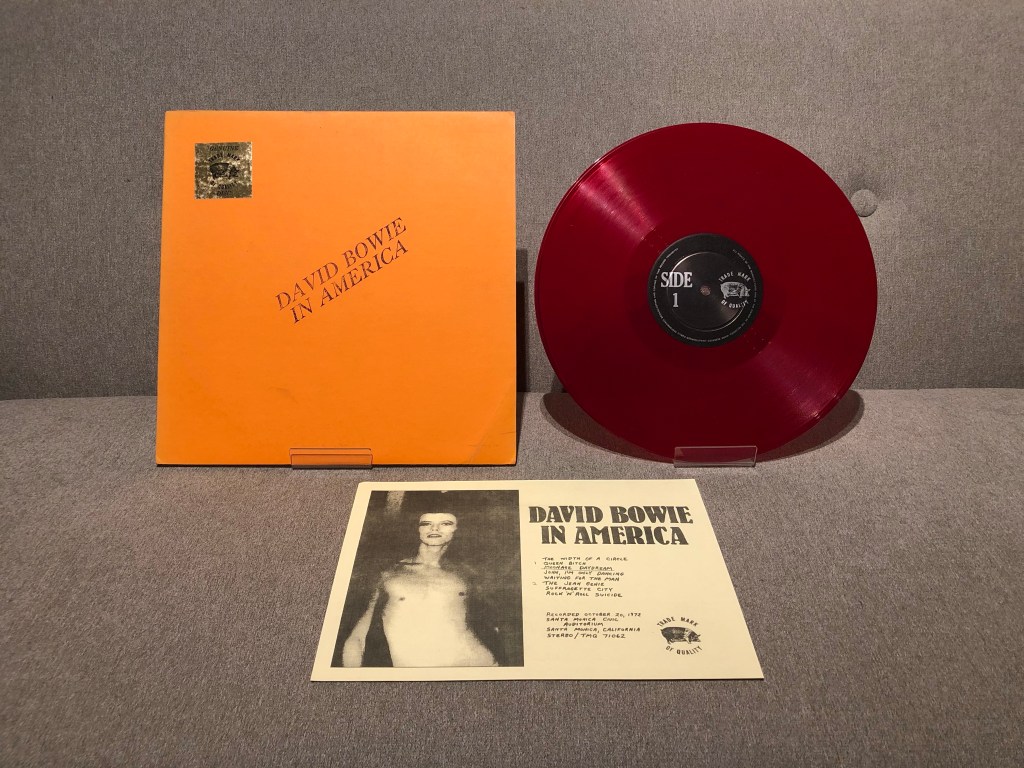 GENUINE
TRADE MARK
DAVID BOWIE
IN AMERICA
SIDE
1
TRADE MARK
OF QUALITY
DAVID BOWIE
IN AMERICA
THE WIDTH OF A CIRCLE
1 QUEEN BITCH
MOONAGE DAYDREAM
JOHN, I'M ONLY DANCING
WAITING FOR THE MAN
2 THE JEAN GENIE
SUFFRAGETTE CITY
ROCK 'N' ROLL SUICIDE
RECORDED OCTOBER 20, 1972
SANTA MONICA CIVIC
AUDITORIUM
SANTA MONICA, CALIFORNIA
STEREO / TMQ 71062
TRADE MARK
OF QUALITY